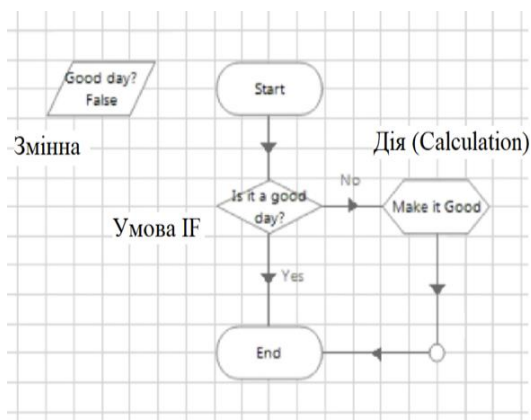 Good day?
False
Start
Змінна
Дія (Calculation)
Is it a good
day?
No
Make it Good
Умова IF
Yes
End